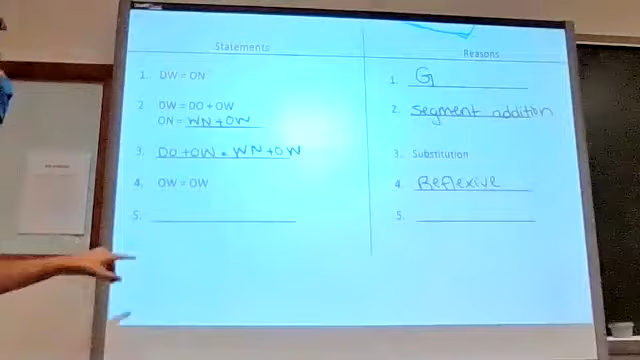 Statements
Reasons
1. DW = ON
1. G
2. DW = DO + OW
ON = WN + OW
2. segment addition
3. DO + OW = WN + OW
3. Substitution
4. OW = OW
4. Reflexive
5.
5.